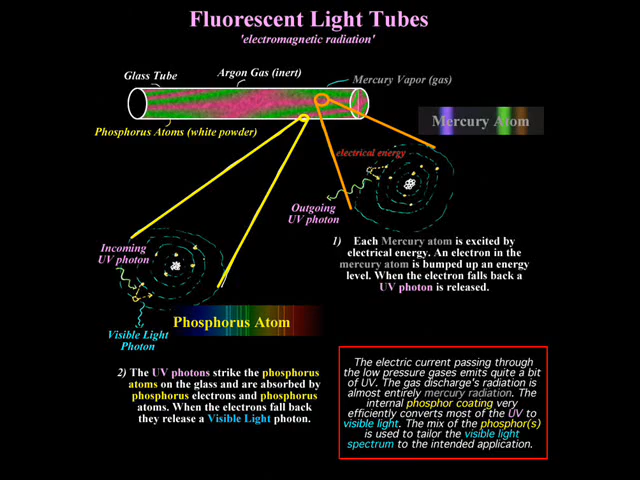 Fluorescent Light Tubes
'electromagnetic radiation'
Glass Tube
Argon Gas (inert)
Mercury Vapor (gas)
Phosphorus Atoms (white powder)
Mercury Atom
electrical energy
Outgoing
UV photon
1) Each Mercury atom is excited by
electrical energy. An electron in the
mercury atom is bumped up an energy
level. When the electron falls back a
UV photon is released.
Incoming
UV photon
Phosphorus Atom
Visible Light
Photon
2) The UV photons strike the phosphorus
atoms on the glass and are absorbed by
phosphorus electrons and phosphorus
atoms. When the electrons fall back
they release a Visible Light photon.
The electric current passing through
the low pressure gases emits quite a bit
of UV. The gas discharge's radiation is
almost entirely mercury radiation. The
internal phosphor coating very
efficiently converts most of the UV to
visible light. The mix of the phosphor(s)
is used to tailor the visible light
spectrum to the intended application.